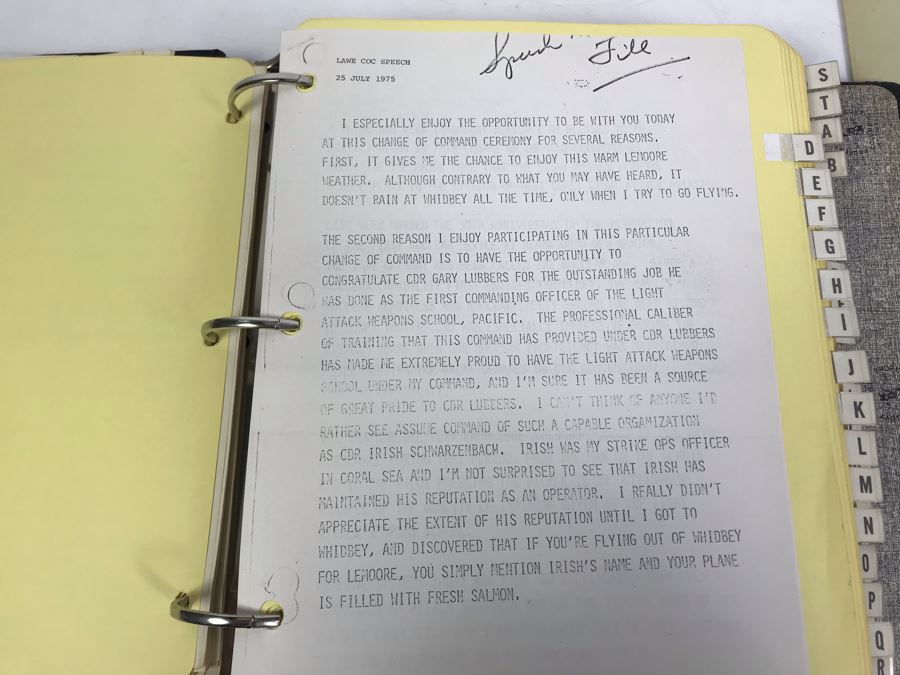 Speech
File
LAWE COC SPEECH
25 JULY 1975
I ESPECIALLY ENJOY THE OPPORTUNITY TO BE WITH YOU TODAY
AT THIS CHANGE OF COMMAND CEREMONY FOR SEVERAL REASONS.
FIRST, IT GIVES ME THE CHANCE TO ENJOY THIS WARM LEMOORE
WEATHER. ALTHOUGH CONTRARY TO WHAT YOU MAY HAVE HEARD, IT
DOESN'T RAIN AT WHIDBEY ALL THE TIME, ONLY WHEN I TRY TO GO FLYING.
THE SECOND REASON I ENJOY PARTICIPATING IN THIS PARTICULAR
CHANGE OF COMMAND IS TO HAVE THE OPPORTUNITY TO
CONGRATULATE CDR GARY LUBBERS FOR THE OUTSTANDING JOB HE
HAS DONE AS THE FIRST COMMANDING OFFICER OF THE LIGHT
ATTACK WEAPONS SCHOOL, PACIFIC. THE PROFESSIONAL CALIBER
OF TRAINING THAT THIS COMMAND HAS PROVIDED UNDER CDR LUBBERS
HAS MADE ME EXTREMELY PROUD TO HAVE THE LIGHT ATTACK WEAPONS
SCHOOL UNDER MY COMMAND, AND I'M SURE IT HAS BEEN A SOURCE
OF GREAT PRIDE TO CDR LUBBERS. I CAN'T THINK OF ANYONE I'D
RATHER SEE ASSUME COMMAND OF SUCH A CAPABLE ORGANIZATION
AS CDR IRISH SCHWARZENBACH. IRISH WAS MY STRIKE OPS OFFICER
IN CORAL SEA AND I'M NOT SURPRISED TO SEE THAT IRISH HAS
MAINTAINED HIS REPUTATION AS AN OPERATOR. I REALLY DIDN'T
APPRECIATE THE EXTENT OF HIS REPUTATION UNTIL I GOT TO
WHIDBEY, AND DISCOVERED THAT IF YOU'RE FLYING OUT OF WHIDBEY
FOR LEMOORE, YOU SIMPLY MENTION IRISH'S NAME AND YOUR PLANE
IS FILLED WITH FRESH SALMON.
S
T
A
B
D
E
F
G
H
I
J
K
L
M
N
O
P
Q
R